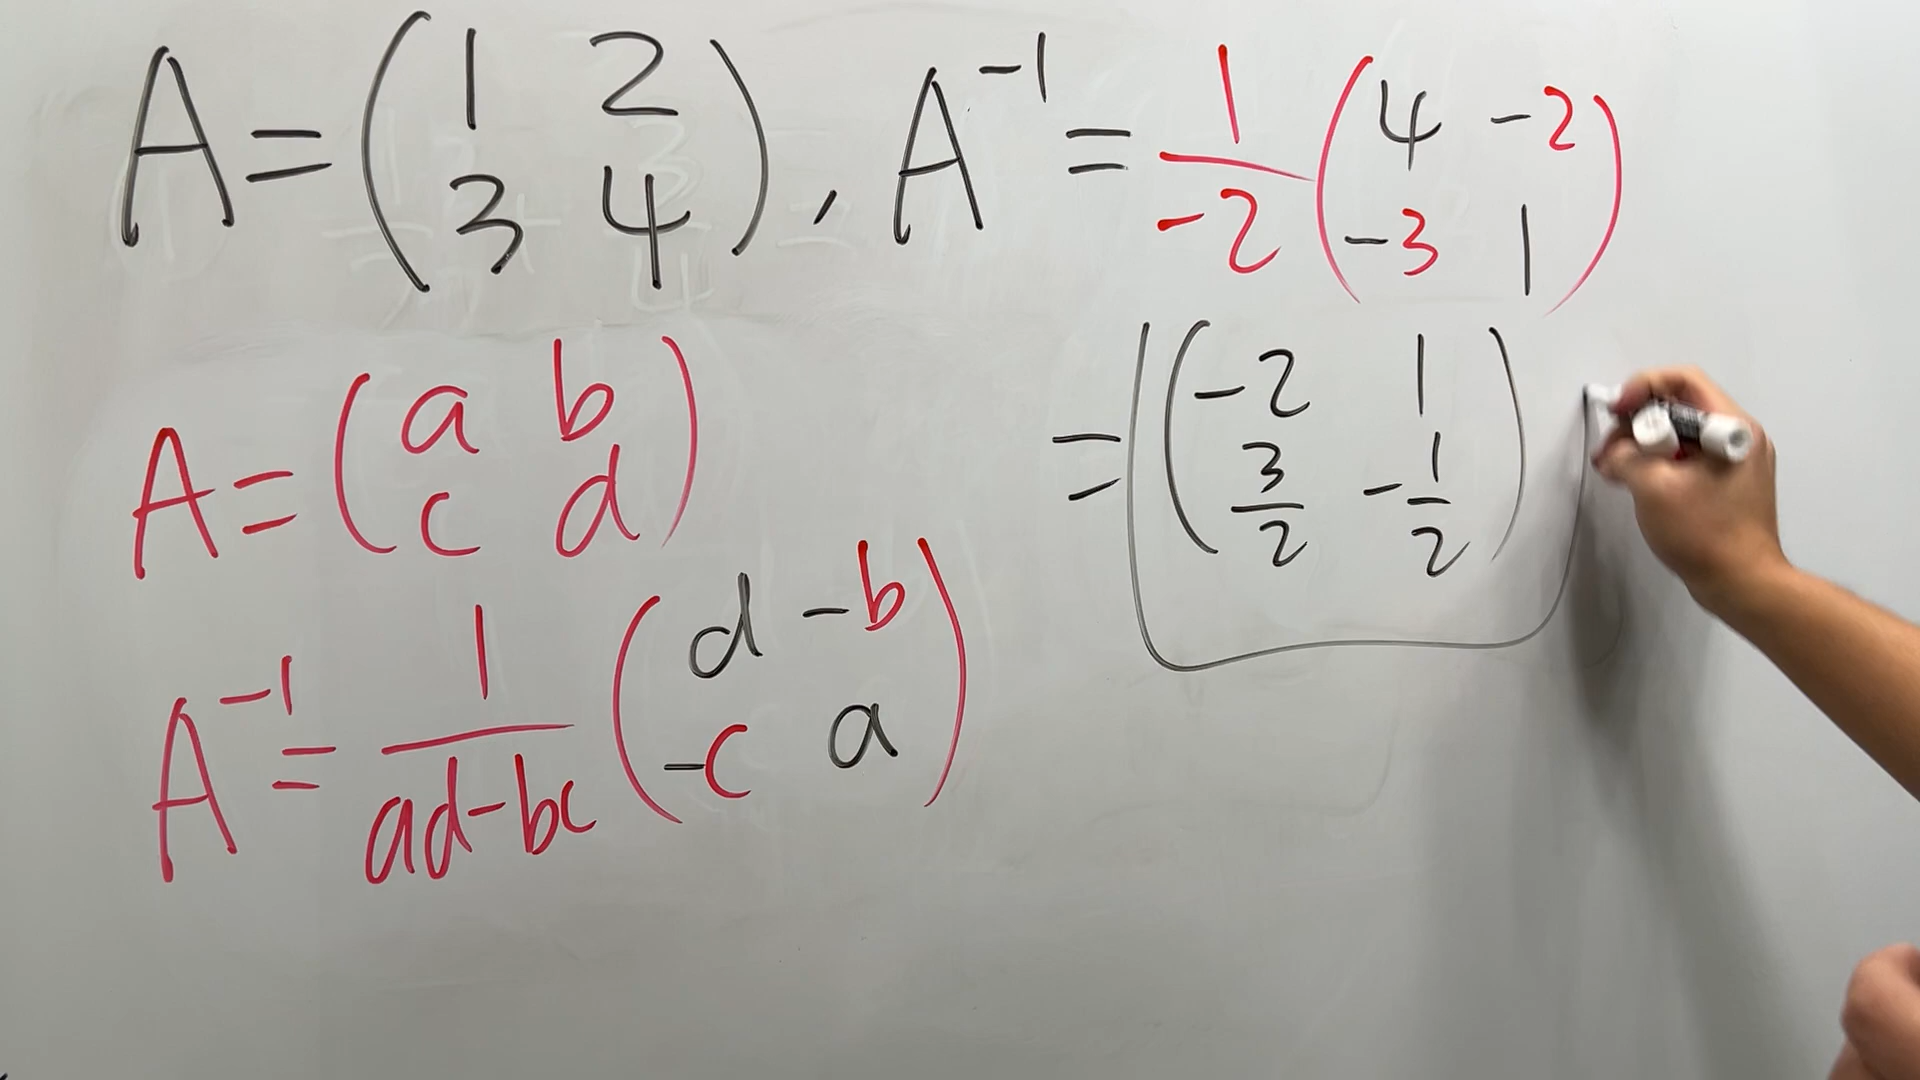 A = ( 1 2 ; 3 4 ), A⁻¹ = 1/-2 ( 4 -2 ; -3 1 )
= ( -2 1 ; 3/2 -1/2 )
A = ( a b ; c d )
A⁻¹ = 1/ad-bc ( d -b ; -c a )